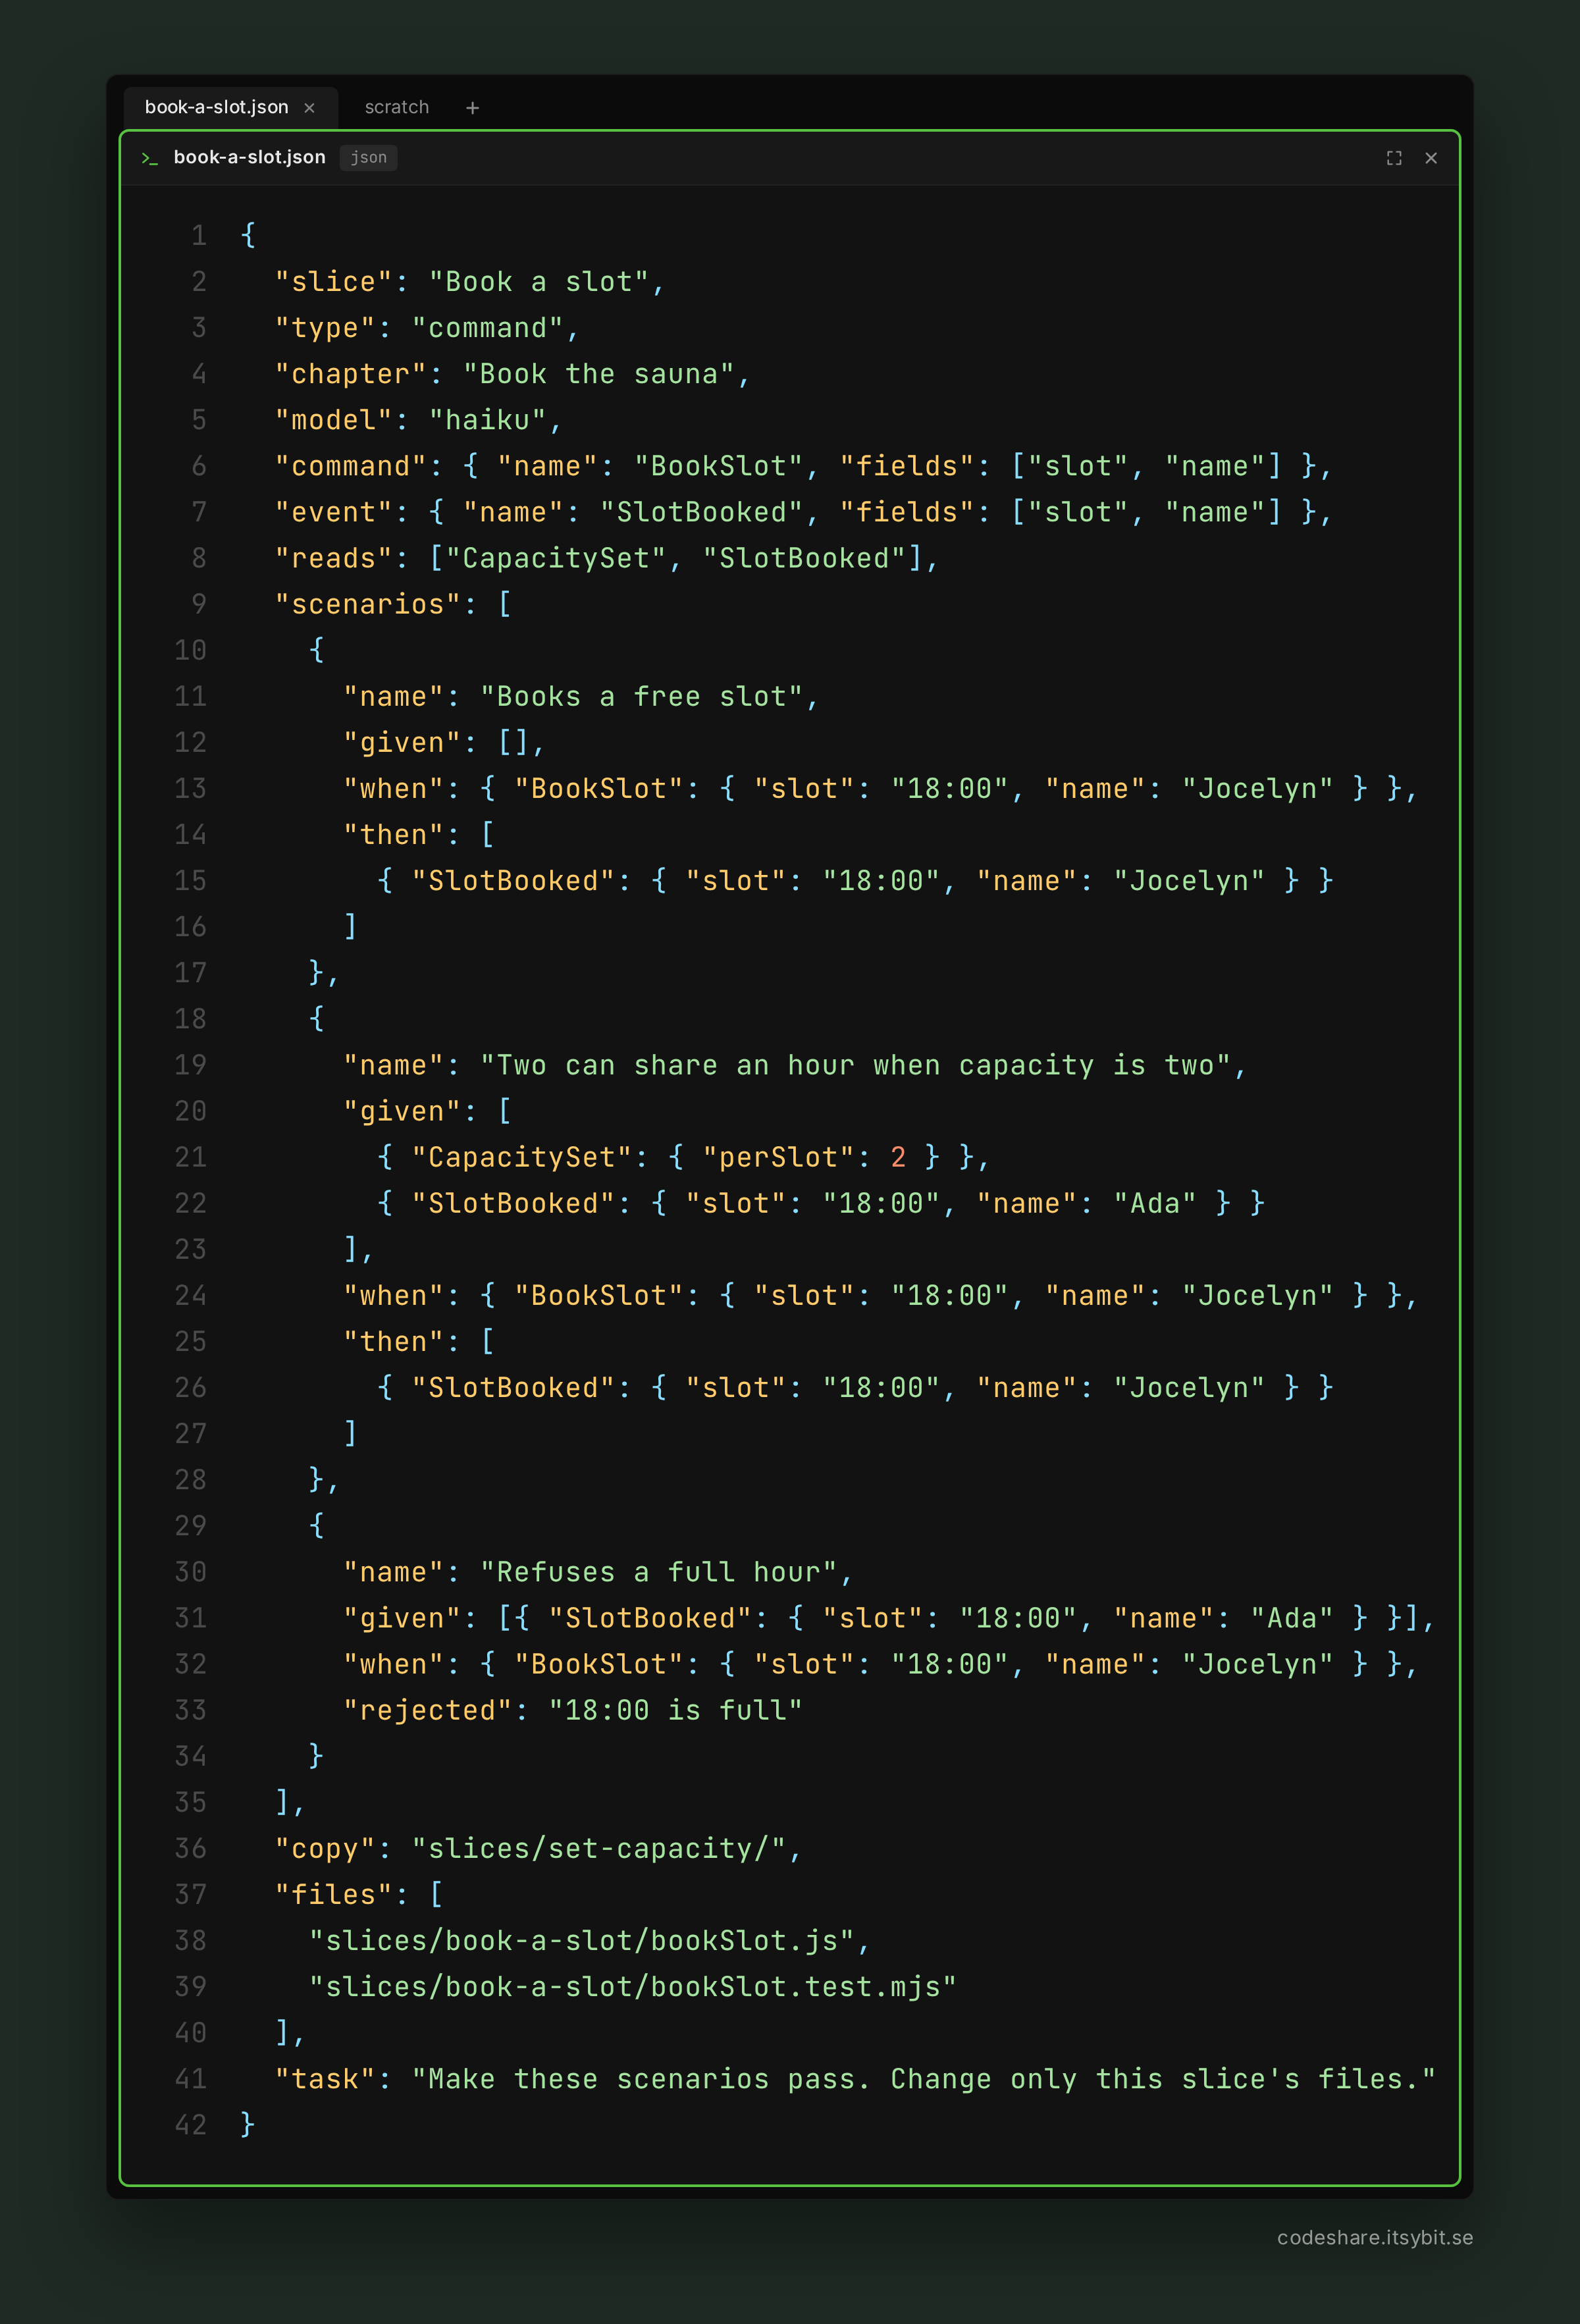 book-a-slot.json × scratch +
>_ book-a-slot.json json
1 {
2   "slice": "Book a slot",
3   "type": "command",
4   "chapter": "Book the sauna",
5   "model": "haiku",
6   "command": { "name": "BookSlot", "fields": ["slot", "name"] },
7   "event": { "name": "SlotBooked", "fields": ["slot", "name"] },
8   "reads": ["CapacitySet", "SlotBooked"],
9   "scenarios": [
10     {
11       "name": "Books a free slot",
12       "given": [],
13       "when": { "BookSlot": { "slot": "18:00", "name": "Jocelyn" } },
14       "then": [
15         { "SlotBooked": { "slot": "18:00", "name": "Jocelyn" } }
16       ]
17     },
18     {
19       "name": "Two can share an hour when capacity is two",
20       "given": [
21         { "CapacitySet": { "perSlot": 2 } },
22         { "SlotBooked": { "slot": "18:00", "name": "Ada" } }
23       ],
24       "when": { "BookSlot": { "slot": "18:00", "name": "Jocelyn" } },
25       "then": [
26         { "SlotBooked": { "slot": "18:00", "name": "Jocelyn" } }
27       ]
28     },
29     {
30       "name": "Refuses a full hour",
31       "given": [{ "SlotBooked": { "slot": "18:00", "name": "Ada" } }],
32       "when": { "BookSlot": { "slot": "18:00", "name": "Jocelyn" } },
33       "rejected": "18:00 is full"
34     }
35   ],
36   "copy": "slices/set-capacity/",
37   "files": [
38     "slices/book-a-slot/bookSlot.js",
39     "slices/book-a-slot/bookSlot.test.mjs"
40   ],
41   "task": "Make these scenarios pass. Change only this slice's files."
42 }
codeshare.itsybit.se